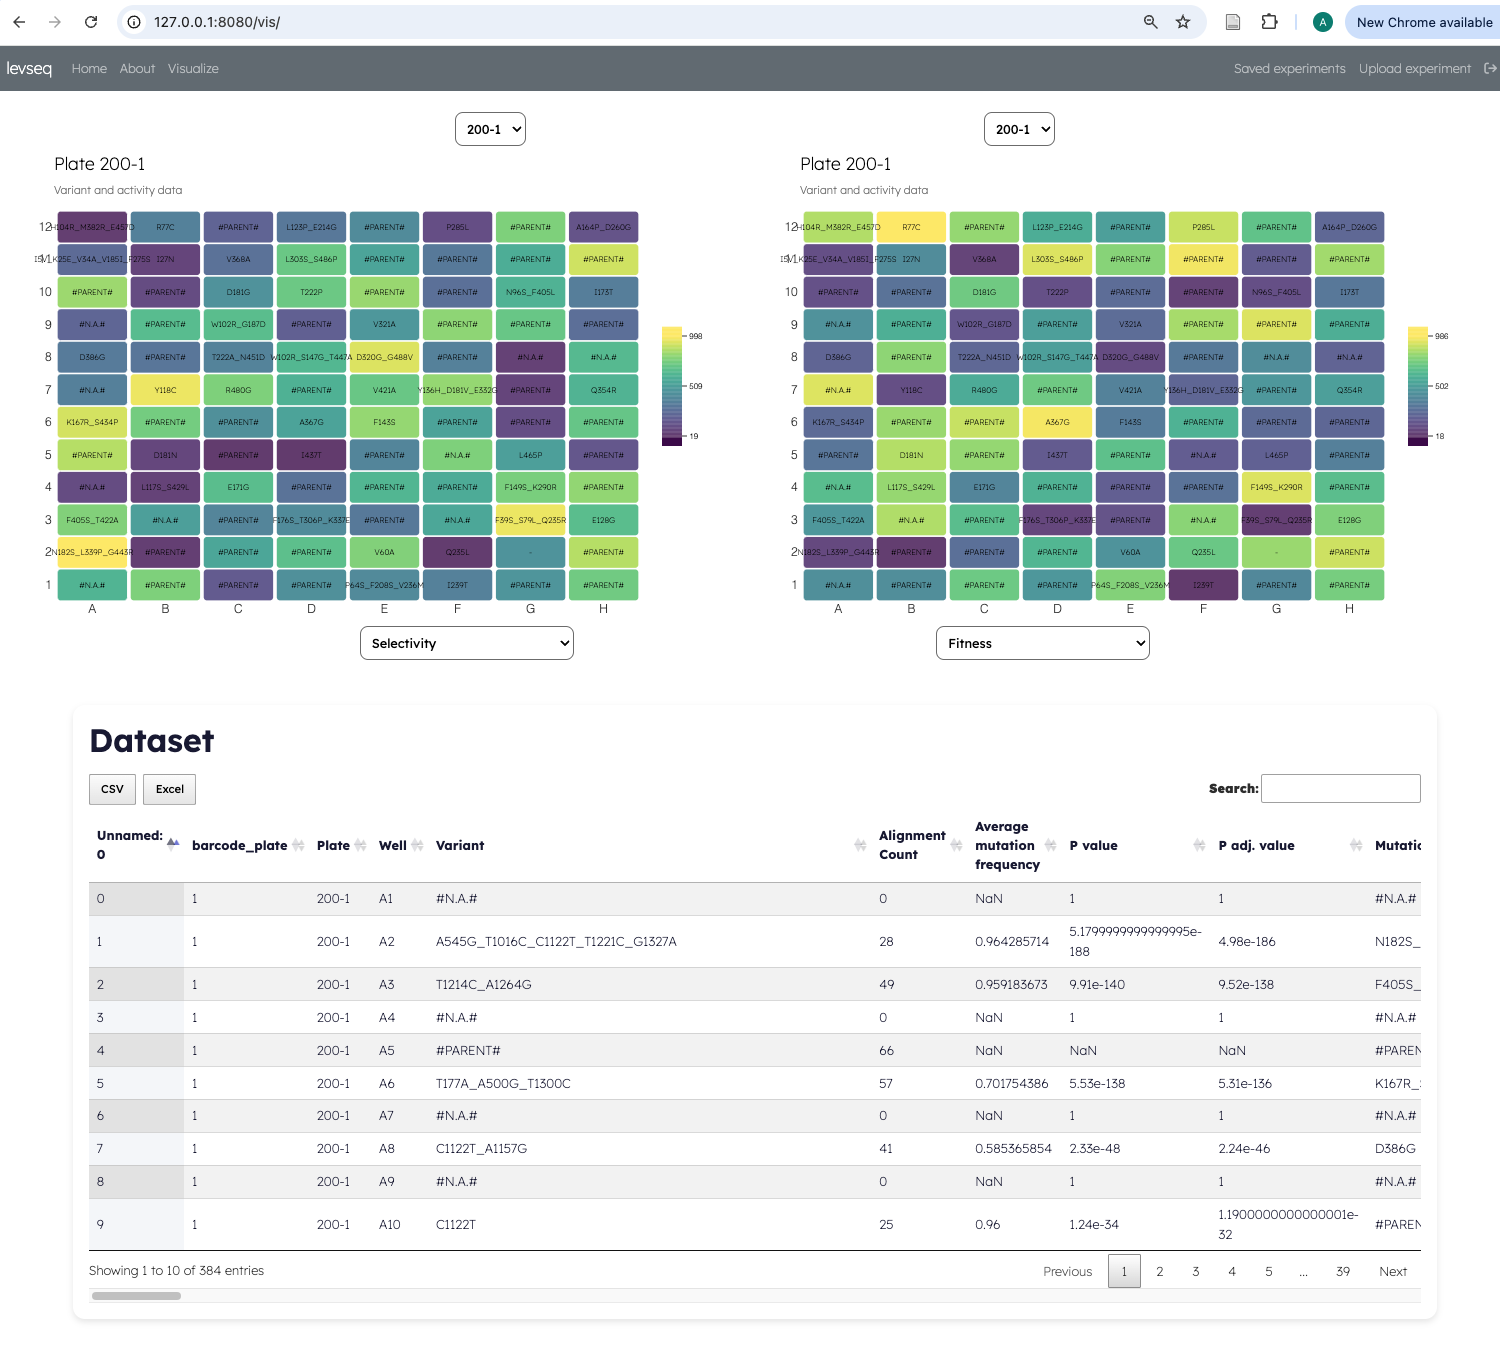 127.0.0.1:8080/vis/
A
New Chrome available
levseq Home About Visualize
Saved experiments Upload experiment
200-1 200-1
Plate 200-1
Variant and activity data
12 H104R_M382R_E457D R77C #PARENT# L123P_E214G #PARENT# P285L #PARENT# A164P_D260G
K25E_V34A_V185I_F275S I27N V368A L303S_S486P #PARENT# #PARENT# #PARENT# #PARENT#
10 #PARENT# #PARENT# D181G T222P #PARENT# #PARENT# N96S_F405L I173T
9 #N.A.# #PARENT# W102R_G187D #PARENT# V321A #PARENT# #PARENT# #PARENT#
8 D386G #PARENT# T222A_N451D W102R_S147G_T447A D320G_G488V #PARENT# #N.A.# #N.A.#
7 #N.A.# Y118C R480G #PARENT# V421A Y136H_D181V_E332G #PARENT# Q354R
6 K167R_S434P #PARENT# #PARENT# A367G F143S #PARENT# #PARENT# #PARENT#
5 #PARENT# D181N #PARENT# I437T #PARENT# #N.A.# L465P #PARENT#
4 #N.A.# L117S_S429L E171G #PARENT# #PARENT# #PARENT# F149S_K290R #PARENT#
3 F405S_T422A #N.A.# #PARENT# F176S_T306P_K337E #PARENT# #N.A.# F39S_S79L_Q235R E128G
2 N182S_L339P_G443R #PARENT# #PARENT# #PARENT# V60A Q235L - #PARENT#
1 #N.A.# #PARENT# #PARENT# #PARENT# P64S_F208S_V236M I239T #PARENT# #PARENT#
A B C D E F G H
998
509
19
Selectivity
Plate 200-1
Variant and activity data
12 H104R_M382R_E457D R77C #PARENT# L123P_E214G #PARENT# P285L #PARENT# A164P_D260G
K25E_V34A_V185I_F275S I27N V368A L303S_S486P #PARENT# #PARENT# #PARENT# #PARENT#
10 #PARENT# #PARENT# D181G T222P #PARENT# #PARENT# N96S_F405L I173T
9 #N.A.# #PARENT# W102R_G187D #PARENT# V321A #PARENT# #PARENT# #PARENT#
8 D386G #PARENT# T222A_N451D W102R_S147G_T447A D320G_G488V #PARENT# #N.A.# #N.A.#
7 #N.A.# Y118C R480G #PARENT# V421A Y136H_D181V_E332G #PARENT# Q354R
6 K167R_S434P #PARENT# #PARENT# A367G F143S #PARENT# #PARENT# #PARENT#
5 #PARENT# D181N #PARENT# I437T #PARENT# #N.A.# L465P #PARENT#
4 #N.A.# L117S_S429L E171G #PARENT# #PARENT# #PARENT# F149S_K290R #PARENT#
3 F405S_T422A #N.A.# #PARENT# F176S_T306P_K337E #PARENT# #N.A.# F39S_S79L_Q235R E128G
2 N182S_L339P_G443R #PARENT# #PARENT# #PARENT# V60A Q235L - #PARENT#
1 #N.A.# #PARENT# #PARENT# #PARENT# P64S_F208S_V236M I239T #PARENT# #PARENT#
A B C D E F G H
986
502
18
Fitness
Dataset
CSV Excel Search:
Unnamed: 0 barcode_plate Plate Well Variant Alignment Count Average mutation frequency P value P adj. value Mutatic
0 1 200-1 A1 #N.A.# 0 NaN 1 1 #N.A.#
1 1 200-1 A2 A545G_T1016C_C1122T_T1221C_G1327A 28 0.964285714 5.1799999999999995e-188 4.98e-186 N182S_
2 1 200-1 A3 T1214C_A1264G 49 0.959183673 9.91e-140 9.52e-138 F405S_
3 1 200-1 A4 #N.A.# 0 NaN 1 1 #N.A.#
4 1 200-1 A5 #PARENT# 66 NaN NaN NaN #PAREN
5 1 200-1 A6 T177A_A500G_T1300C 57 0.701754386 5.53e-138 5.31e-136 K167R_
6 1 200-1 A7 #N.A.# 0 NaN 1 1 #N.A.#
7 1 200-1 A8 C1122T_A1157G 41 0.585365854 2.33e-48 2.24e-46 D386G
8 1 200-1 A9 #N.A.# 0 NaN 1 1 #N.A.#
9 1 200-1 A10 C1122T 25 0.96 1.24e-34 1.1900000000000001e-32 #PAREN
Showing 1 to 10 of 384 entries
Previous 1 2 3 4 5 ... 39 Next